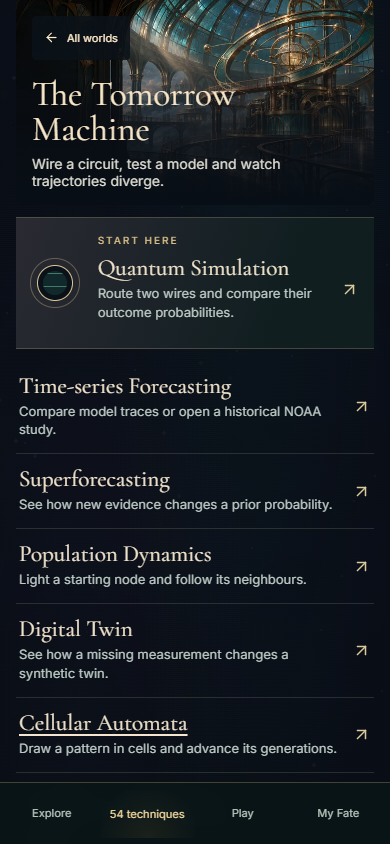 All worlds
The Tomorrow
Machine
Wire a circuit, test a model and watch
trajectories diverge.
START HERE
Quantum Simulation
Route two wires and compare their
outcome probabilities.
Time-series Forecasting
Compare model traces or open a historical NOAA
study.
Superforecasting
See how new evidence changes a prior probability.
Population Dynamics
Light a starting node and follow its neighbours.
Digital Twin
See how a missing measurement changes a
synthetic twin.
Cellular Automata
Draw a pattern in cells and advance its generations.
Explore
54 techniques
Play
My Fate